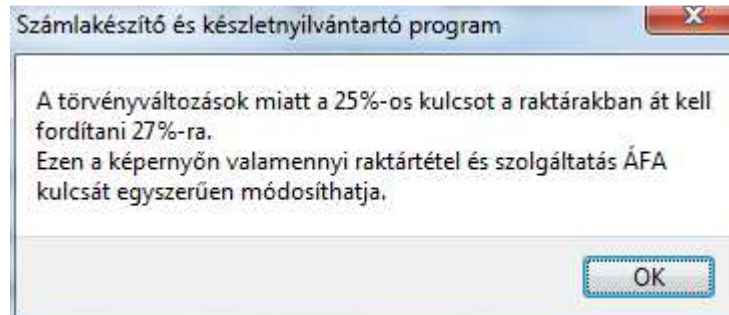 Számlakészítő és készletnyilvántartó program
A törvényváltozások miatt a 25%-os kulcsot a raktárakban át kell
fordítani 27%-ra.
Ezen a képernyőn valamennyi raktártétel és szolgáltatás ÁFA
kulcsát egyszerűen módosíthatja.
OK